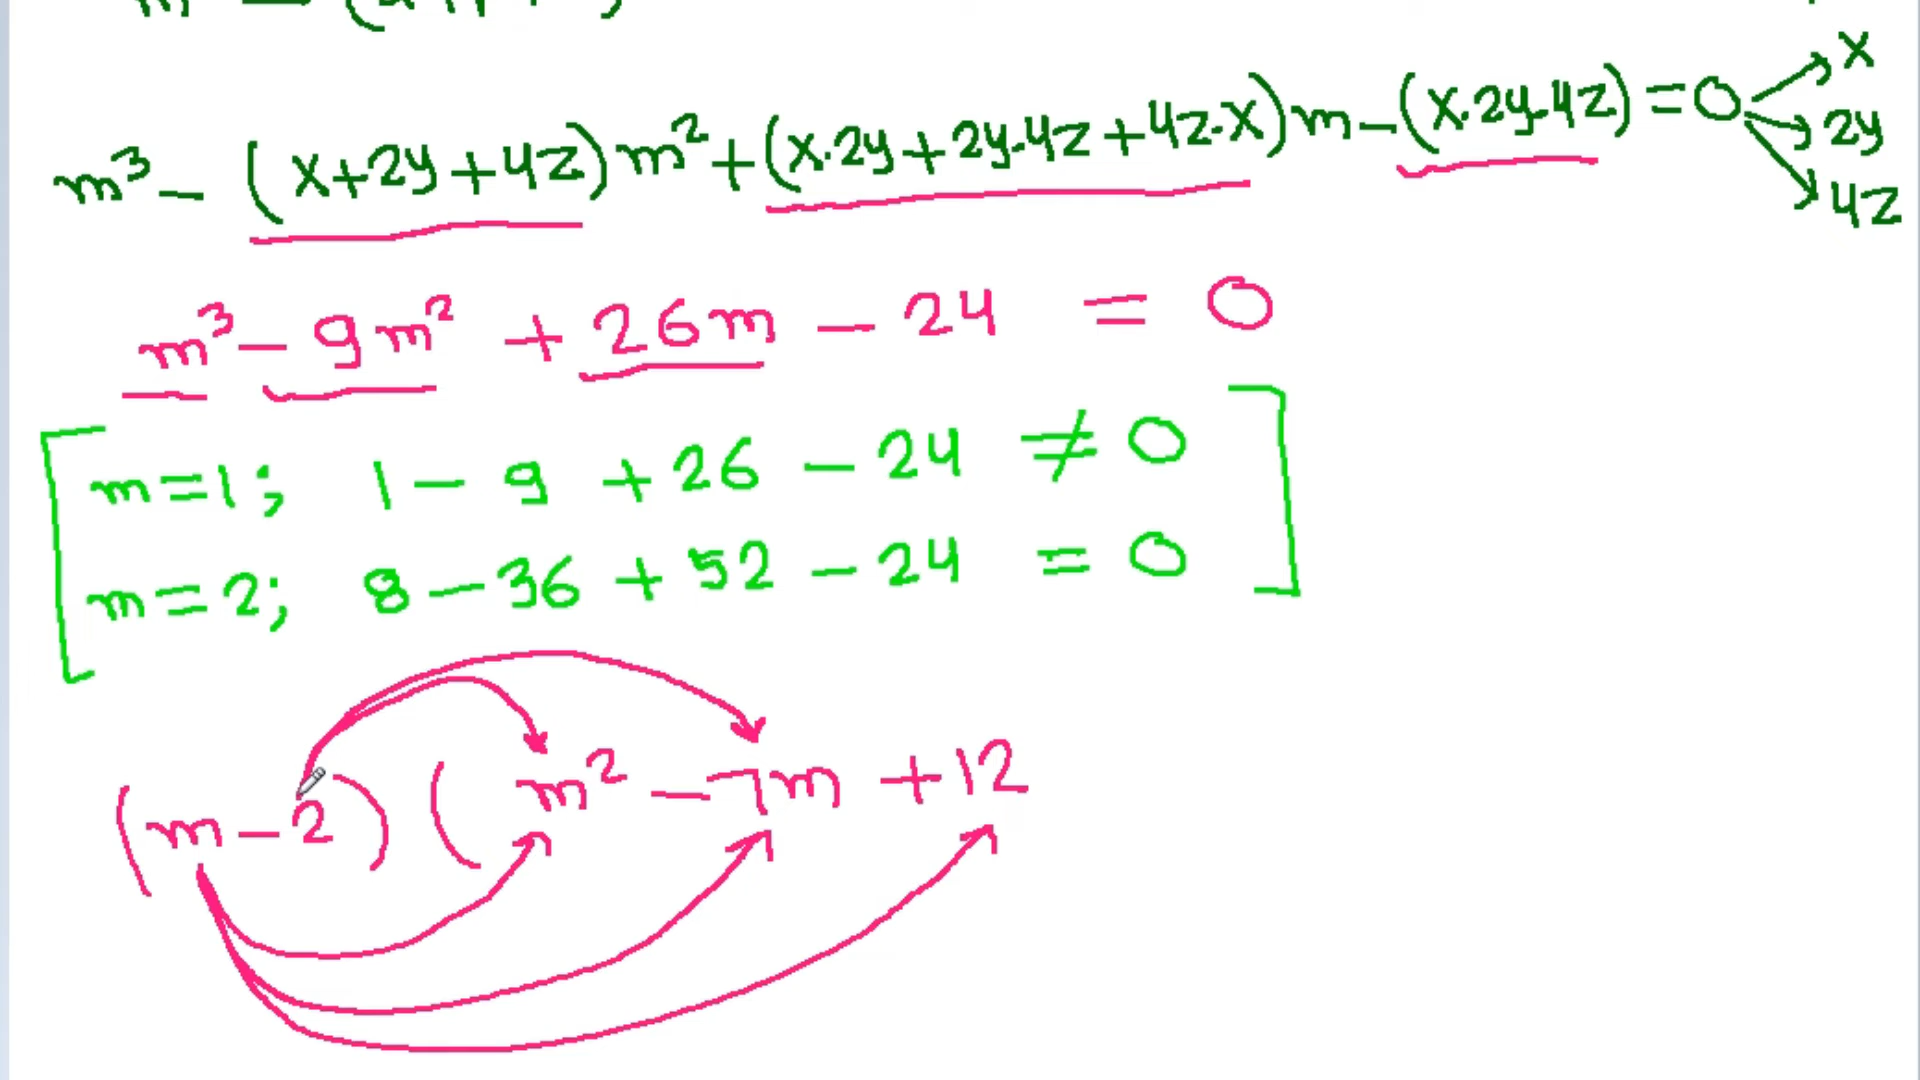 m³ - (x+2y+4z)m² + (x.2y+2y.4z+4z.x)m - (x.2y.4z) = 0
x
2y
4z
m³ - 9m² + 26m - 24 = 0
m=1; 1 - 9 + 26 - 24 ≠ 0
m=2; 8 - 36 + 52 - 24 = 0
(m-2) (m² - 7m + 12